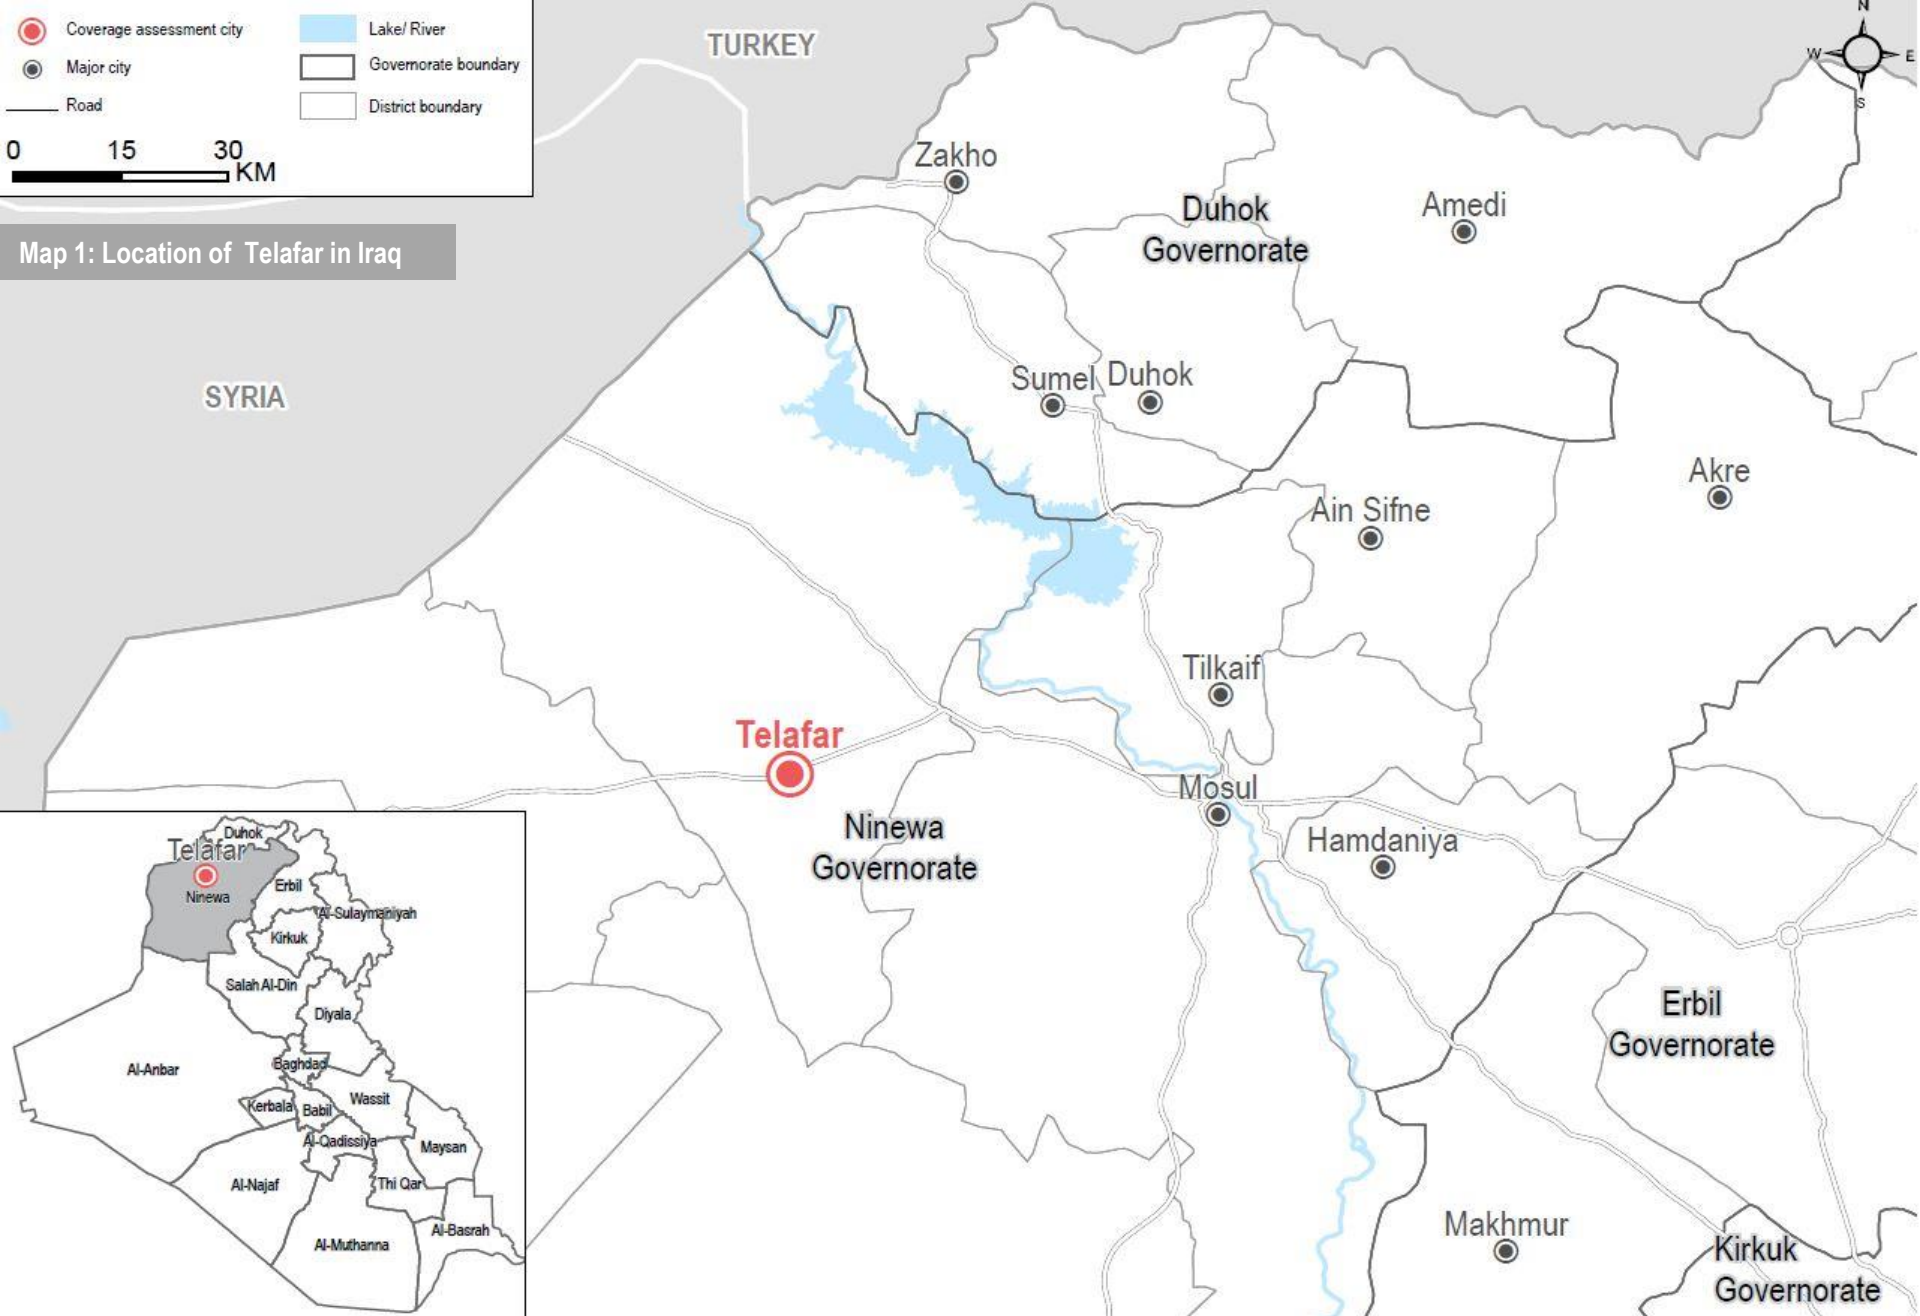 Coverage assessment city
Lake/ River
Major city
Governorate boundary
Road
District boundary
0 15 30
KM
Map 1: Location of Telafar in Iraq
N
W E
S
TURKEY
SYRIA
Zakho
Duhok
Governorate
Amedi
Sumel
Duhok
Akre
Ain Sifne
Tilkaif
Telafar
Mosul
Ninewa
Governorate
Hamdaniya
Erbil
Governorate
Makhmur
Kirkuk
Governorate
Duhok
Telafar
Ninewa
Erbil
Al-Sulaymaniyah
Kirkuk
Salah Al-Din
Diyala
Al-Anbar
Baghdad
Kerbala
Babil
Wassit
Al-Qadissiya
Maysan
Al-Najaf
Thi Qar
Al-Muthanna
Al-Basrah